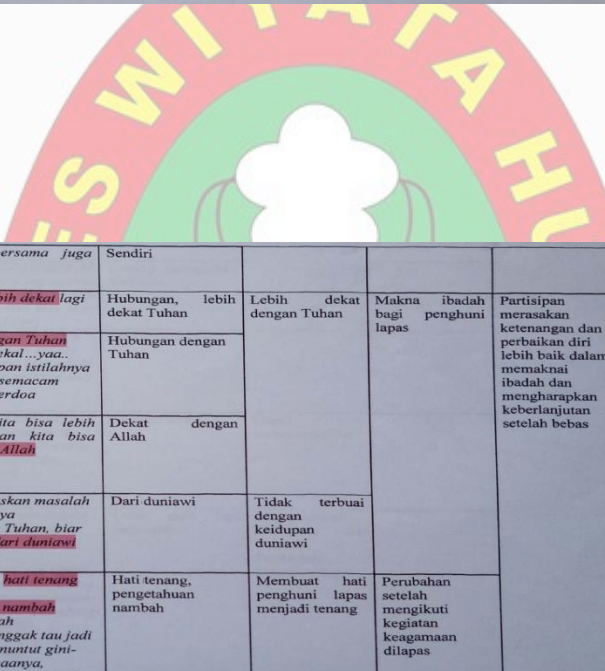 ES WIYATA HU
ersama juga
Sendiri
bih dekat lagi
gan Tuhan
ekal...yaa..
pan istilahnya
semacam
erdoa
ita bisa lebih
an kita bisa
Allah
skan masalah
ya
Tuhan, biar
ari duniawi
hati tenang
nambah
ah
nggak tau jadi
nuntut gini-
aanya,
Hubungan, lebih
dekat Tuhan
Hubungan dengan
Tuhan
Dekat dengan
Allah
Dari duniawi
Hati tenang,
pengetahuan
nambah
Lebih dekat
dengan Tuhan
Tidak terbuai
dengan
keidupan
duniawi
Membuat hati
penghuni lapas
menjadi tenang
Makna ibadah
bagi penghuni
lapas
Perubahan
setelah
mengikuti
kegiatan
keagamaan
dilapas
Partisipan
merasakan
ketenangan dan
perbaikan diri
lebih baik dalam
memaknai
ibadah dan
mengharapkan
keberlanjutan
setelah bebas